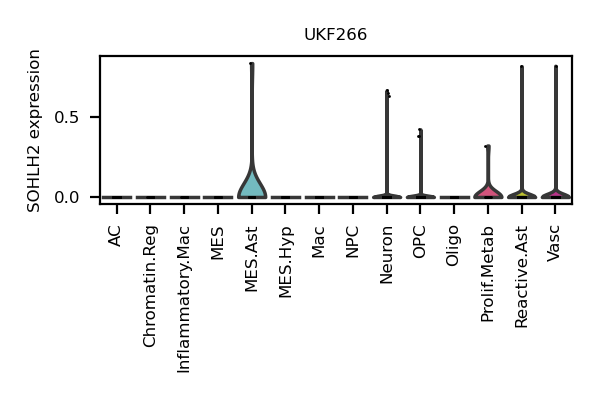 UKF266
SOHLH2 expression
0.5
0.0
AC
Chromatin.Reg
Inflammatory.Mac
MES
MES.Ast
MES.Hyp
Mac
NPC
Neuron
OPC
Oligo
Prolif.Metab
Reactive.Ast
Vasc